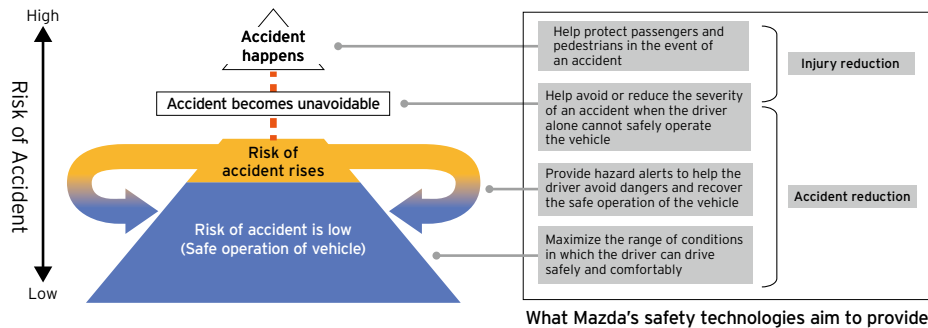 High
Risk of Accident
Low
Accident
happens
Accident becomes unavoidable
Risk of
accident rises
Risk of accident is low
(Safe operation of vehicle)
Help protect passengers and
pedestrians in the event of
an accident
Help avoid or reduce the severity
of an accident when the driver
alone cannot safely operate
the vehicle
Provide hazard alerts to help the
driver avoid dangers and recover
the safe operation of the vehicle
Maximize the range of conditions
in which the driver can drive
safely and comfortably
Injury reduction
Accident reduction
What Mazda's safety technologies aim to provide